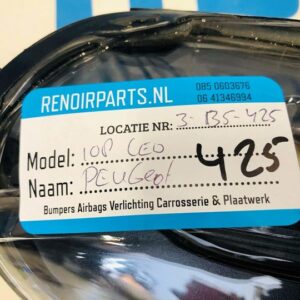 085 0603676
RENOIRPARTS.NL 06 41346994
LOCATIE NR: 3-B5-425
Model: 108 LED
Naam: PEUGeot 425
Bumpers Airbags Verlichting Carrosserie & Plaatwerk